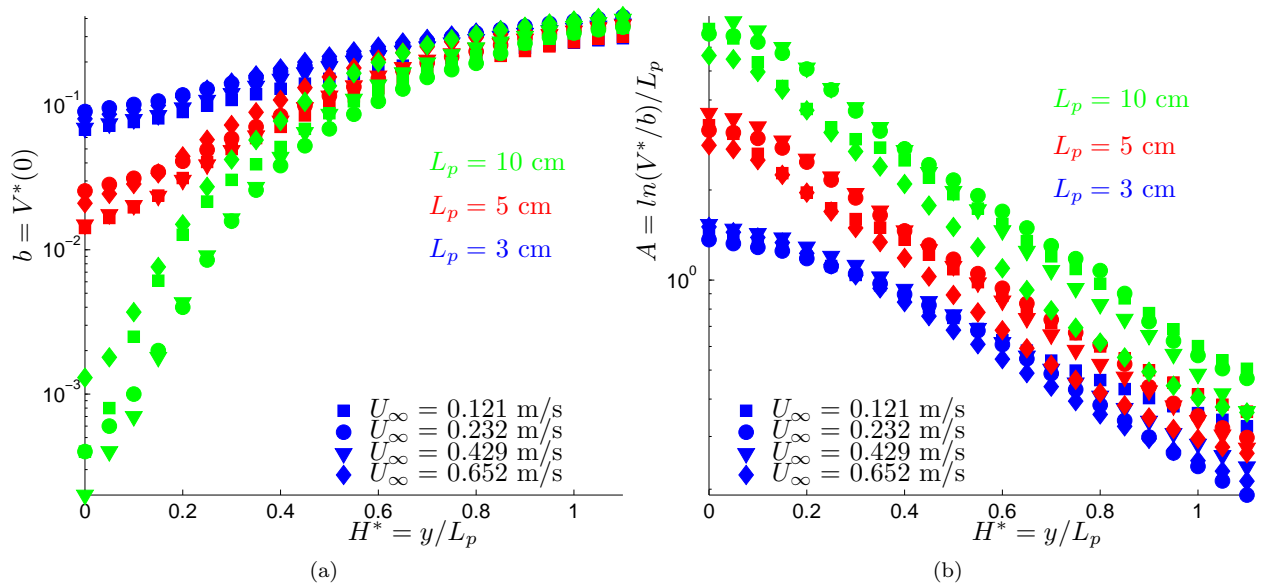 b = V*(0)
10⁻¹
10⁻²
10⁻³
L_p = 10 cm
L_p = 5 cm
L_p = 3 cm
U_∞ = 0.121 m/s
U_∞ = 0.232 m/s
U_∞ = 0.429 m/s
U_∞ = 0.652 m/s
0 0.2 0.4 0.6 0.8 1
H* = y/L_p
(a)
A = ln(V*/b)/L_p
10⁰
L_p = 10 cm
L_p = 5 cm
L_p = 3 cm
U_∞ = 0.121 m/s
U_∞ = 0.232 m/s
U_∞ = 0.429 m/s
U_∞ = 0.652 m/s
0 0.2 0.4 0.6 0.8 1
H* = y/L_p
(b)